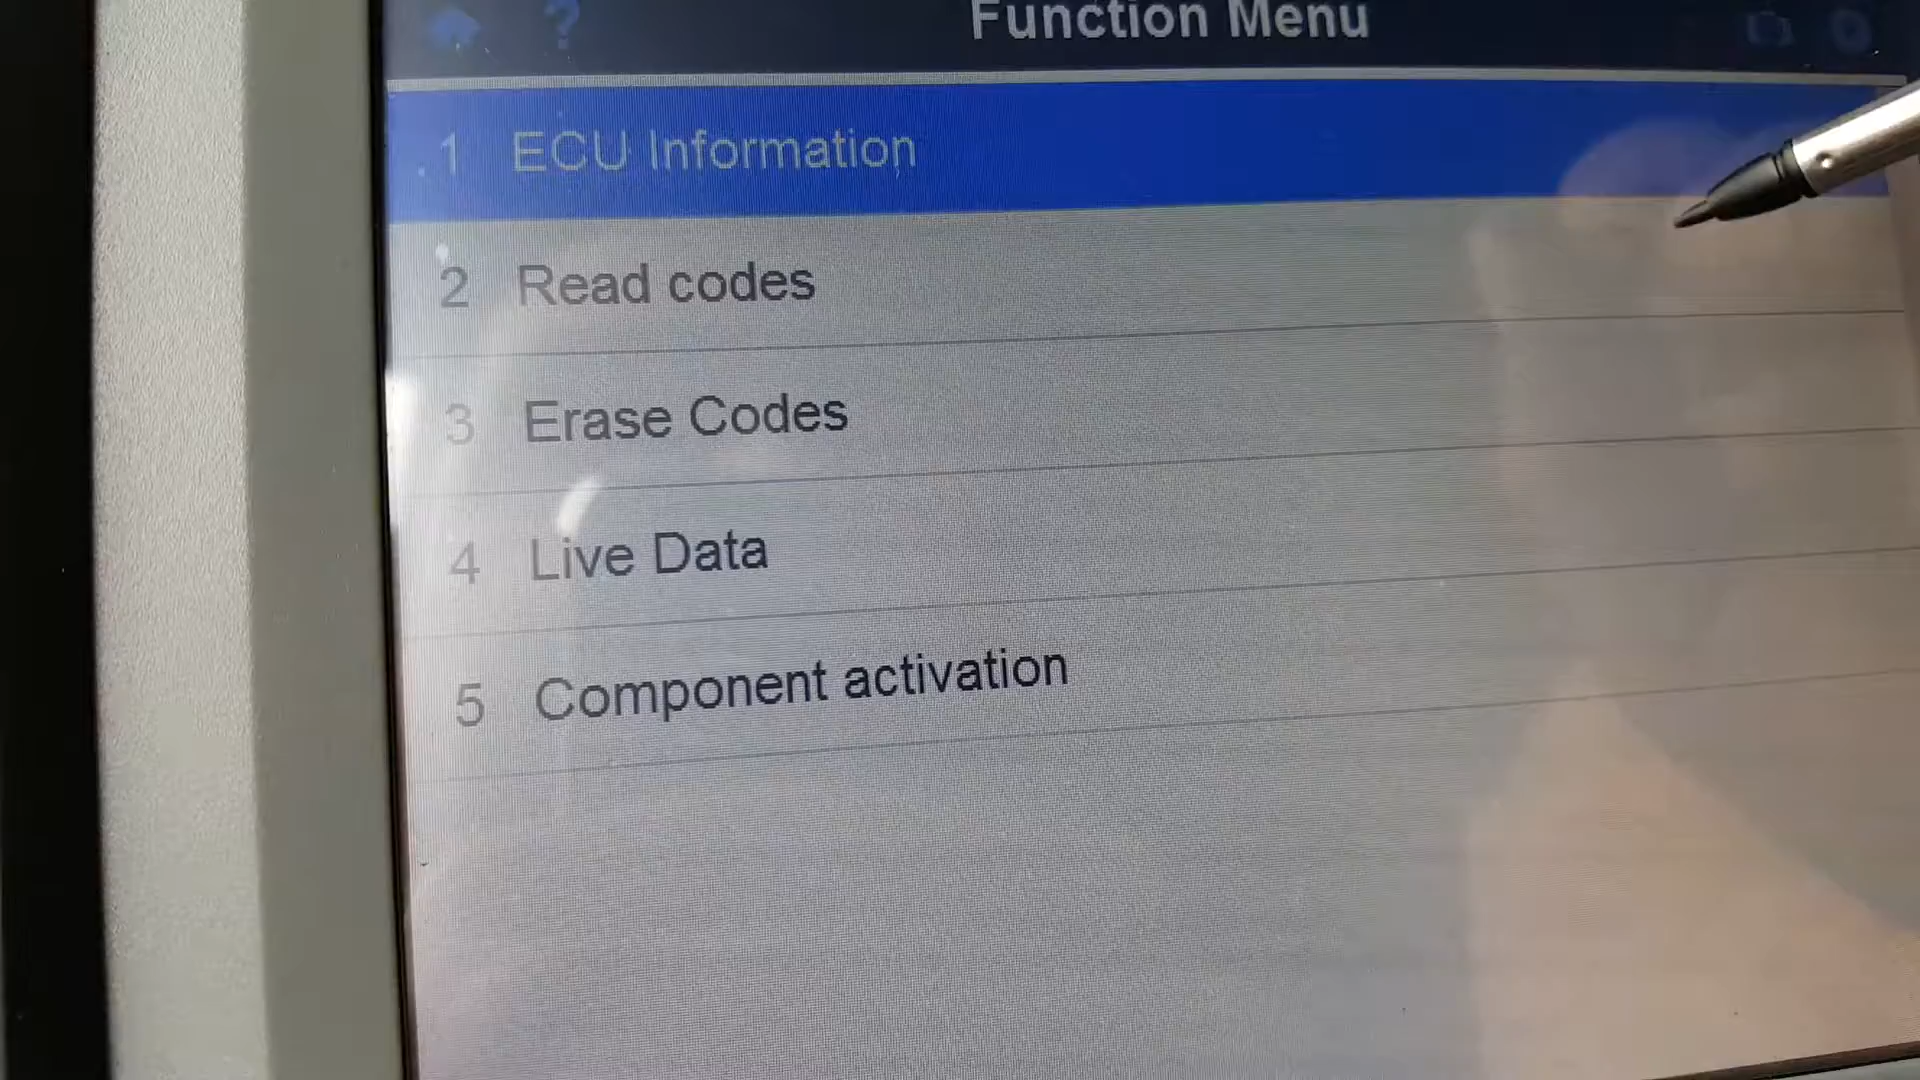 ?
Function Menu
1 ECU Information
2 Read codes
3 Erase Codes
4 Live Data
5 Component activation